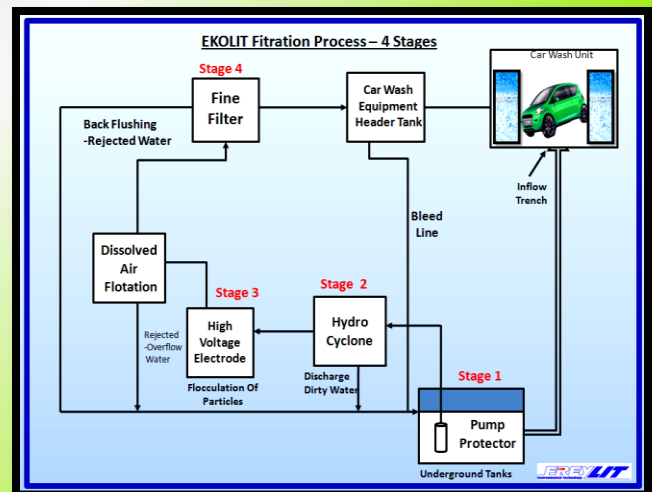 EKOLIT Fitration Process – 4 Stages
Stage 4
Fine
Filter
Car Wash
Equipment
Header Tank
Car Wash Unit
Back Flushing
-Rejected Water
Inflow
Trench
Bleed
Line
Dissolved
Air
Flotation
Stage 3
High
Voltage
Electrode
Stage 2
Hydro
Cyclone
Rejected
-Overflow
Water
Flocculation Of
Particles
Discharge
Dirty Water
Stage 1
Pump
Protector
Underground Tanks